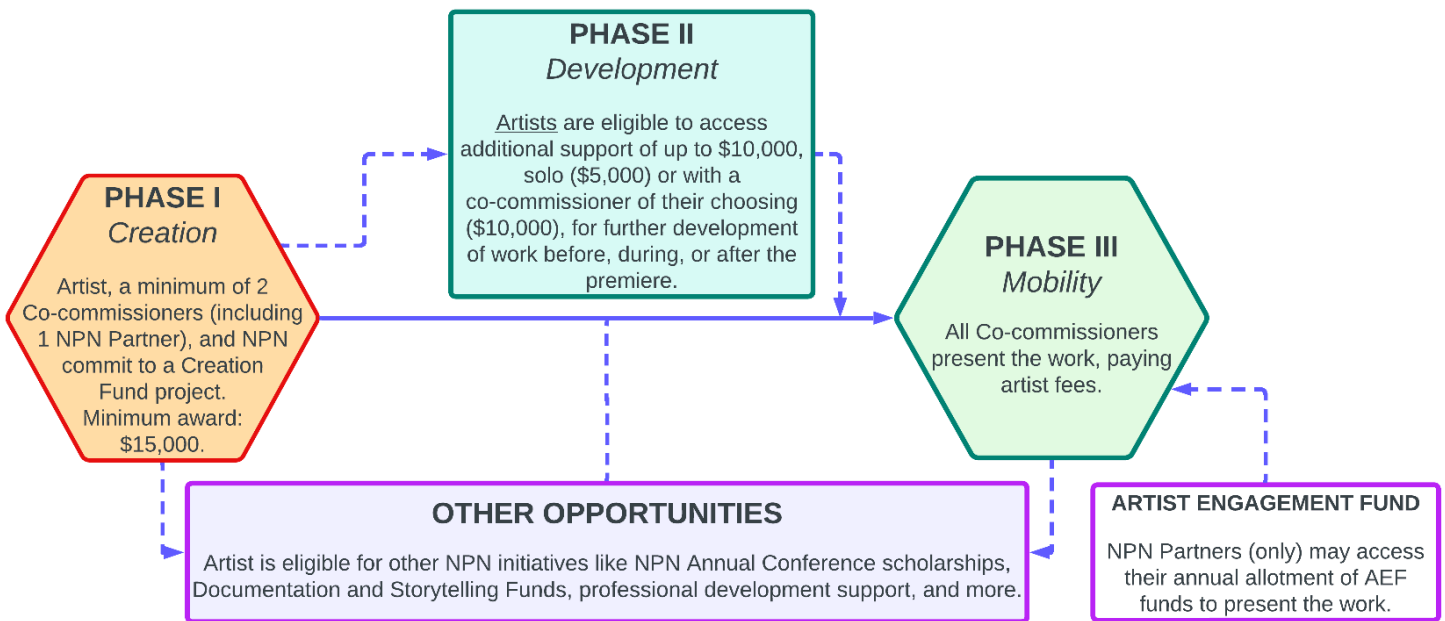 PHASE I
Creation
Artist, a minimum of 2
Co-commissioners (including
1 NPN Partner), and NPN
commit to a Creation
Fund project.
Minimum award:
$15,000.
PHASE II
Development
Artists are eligible to access
additional support of up to $10,000,
solo ($5,000) or with a
co-commissioner of their choosing
($10,000), for further development
of work before, during, or after the
premiere.
PHASE III
Mobility
All Co-commissioners
present the work, paying
artist fees.
OTHER OPPORTUNITIES
Artist is eligible for other NPN initiatives like NPN Annual Conference scholarships,
Documentation and Storytelling Funds, professional development support, and more.
ARTIST ENGAGEMENT FUND
NPN Partners (only) may access
their annual allotment of AEF
funds to present the work.